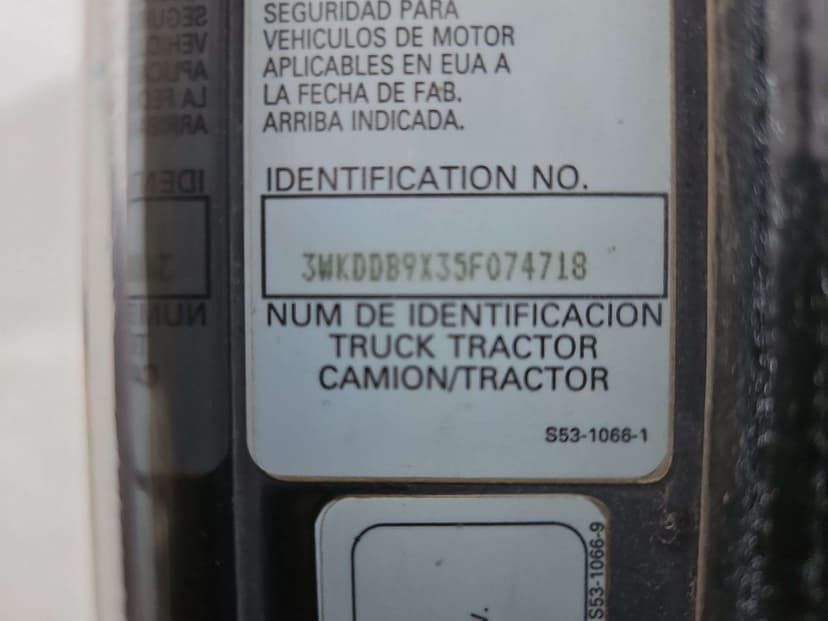 SEGURIDAD PARA
VEHICULOS DE MOTOR
APLICABLES EN EUA A
LA FECHA DE FAB.
ARRIBA INDICADA.
IDENTIFICATION NO.
3WKDDB9X35F074718
NUM DE IDENTIFICACION
TRUCK TRACTOR
CAMION/TRACTOR
S53-1066-1
S53-1066-9